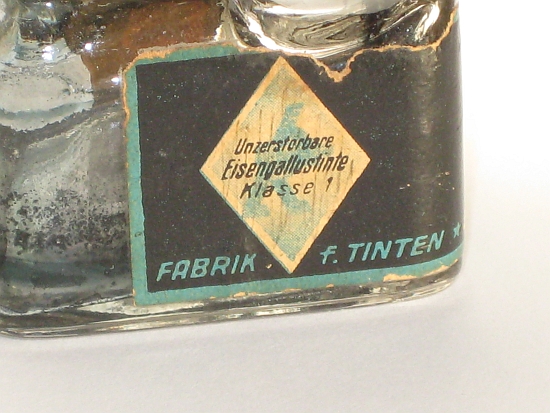 Unzerstörbare
Eisengallustinte
Klasse 1
FABRIK f. TINTEN *